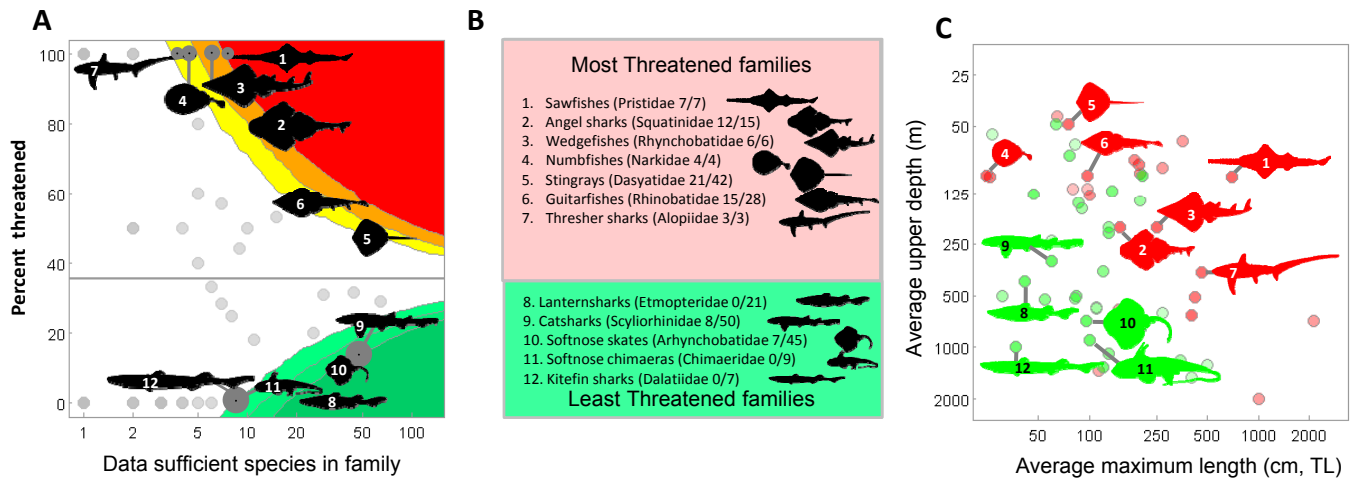 A
Percent threatened
100
80
60
40
20
0
1
2
5
10
20
50
100
Data sufficient species in family
7
1
3
4
2
6
5
9
10
12
11
8
B
Most Threatened families
1. Sawfishes (Pristidae 7/7)
2. Angel sharks (Squatinidae 12/15)
3. Wedgefishes (Rhynchobatidae 6/6)
4. Numbfishes (Narkidae 4/4)
5. Stingrays (Dasyatidae 21/42)
6. Guitarfishes (Rhinobatidae 15/28)
7. Thresher sharks (Alopiidae 3/3)
8. Lanternsharks (Etmopteridae 0/21)
9. Catsharks (Scyliorhinidae 8/50)
10. Softnose skates (Arhynchobatidae 7/45)
11. Softnose chimaeras (Chimaeridae 0/9)
12. Kitefin sharks (Dalatiidae 0/7)
Least Threatened families
C
Average upper depth (m)
25
50
125
250
500
1000
2000
50
100
250
500
1000
2000
Average maximum length (cm, TL)
5
6
4
1
3
9
2
7
8
10
12
11